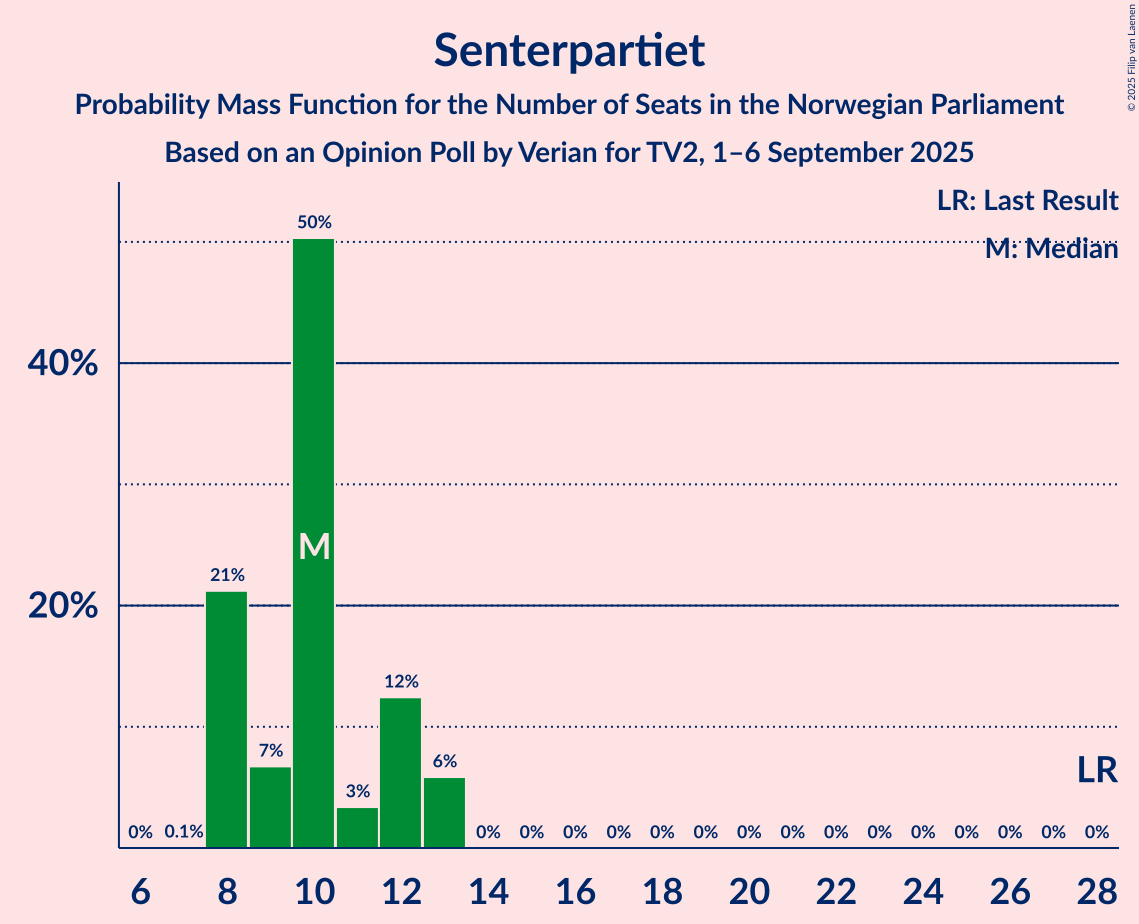 Senterpartiet
Probability Mass Function for the Number of Seats in the Norwegian Parliament
Based on an Opinion Poll by Verian for TV2, 1–6 September 2025
© 2025 Filip van Laenen
LR: Last Result
M: Median
50%
40%
M
21%
20%
12%
7%
6%
LR
3%
0% 0.1% 0% 0% 0% 0% 0% 0% 0% 0% 0% 0% 0% 0% 0% 0% 0%
6 8 10 12 14 16 18 20 22 24 26 28